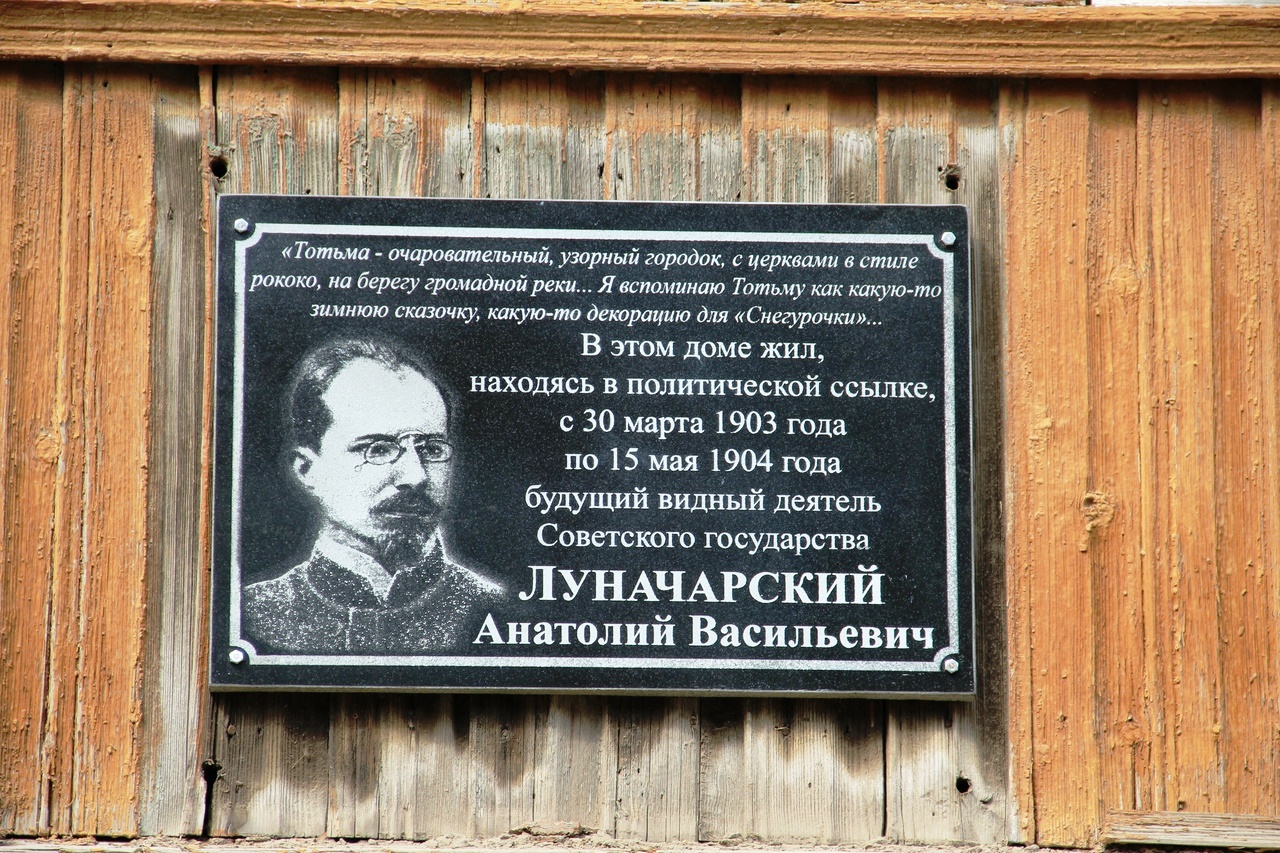 «Тотьма - очаровательный, узорный городок, с церквами в стиле
рококо, на берегу громадной реки... Я вспоминаю Тотьму как какую-то
зимнюю сказочку, какую-то декорацию для «Снегурочки»...
В этом доме жил,
находясь в политической ссылке,
с 30 марта 1903 года
по 15 мая 1904 года
будущий видный деятель
Советского государства
ЛУНАЧАРСКИЙ
Анатолий Васильевич